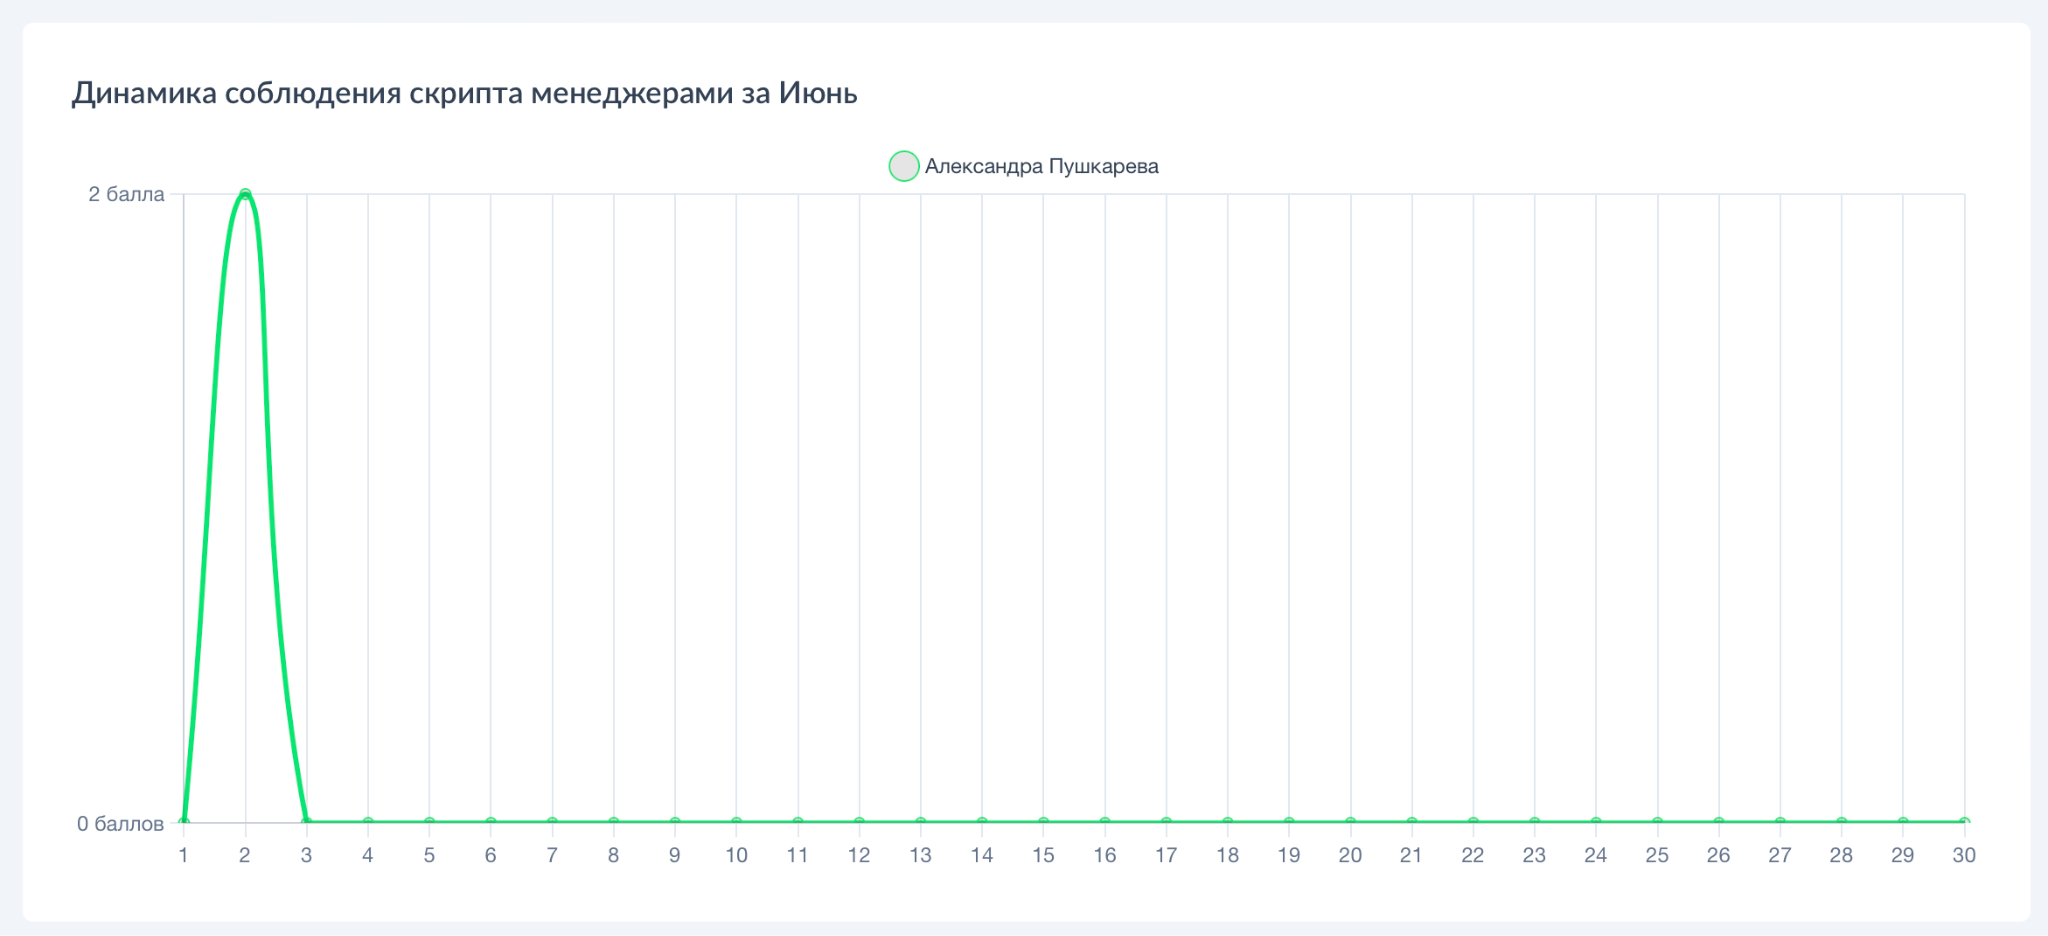 Динамика соблюдения скрипта менеджерами за Июнь
Александра Пушкарева
2 балла
0 баллов
1 2 3 4 5 6 7 8 9 10 11 12 13 14 15 16 17 18 19 20 21 22 23 24 25 26 27 28 29 30